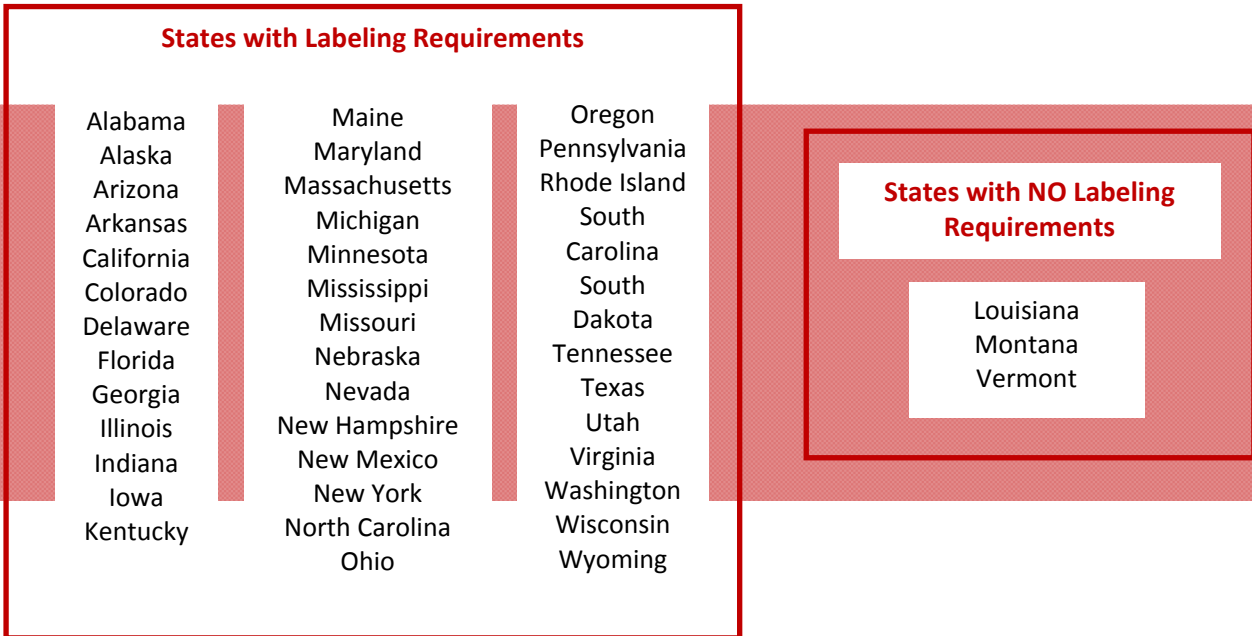 States with Labeling Requirements
Alabama
Alaska
Arizona
Arkansas
California
Colorado
Delaware
Florida
Georgia
Illinois
Indiana
Iowa
Kentucky
Maine
Maryland
Massachusetts
Michigan
Minnesota
Mississippi
Missouri
Nebraska
Nevada
New Hampshire
New Mexico
New York
North Carolina
Ohio
Oregon
Pennsylvania
Rhode Island
South
Carolina
South
Dakota
Tennessee
Texas
Utah
Virginia
Washington
Wisconsin
Wyoming
States with NO Labeling
Requirements
Louisiana
Montana
Vermont